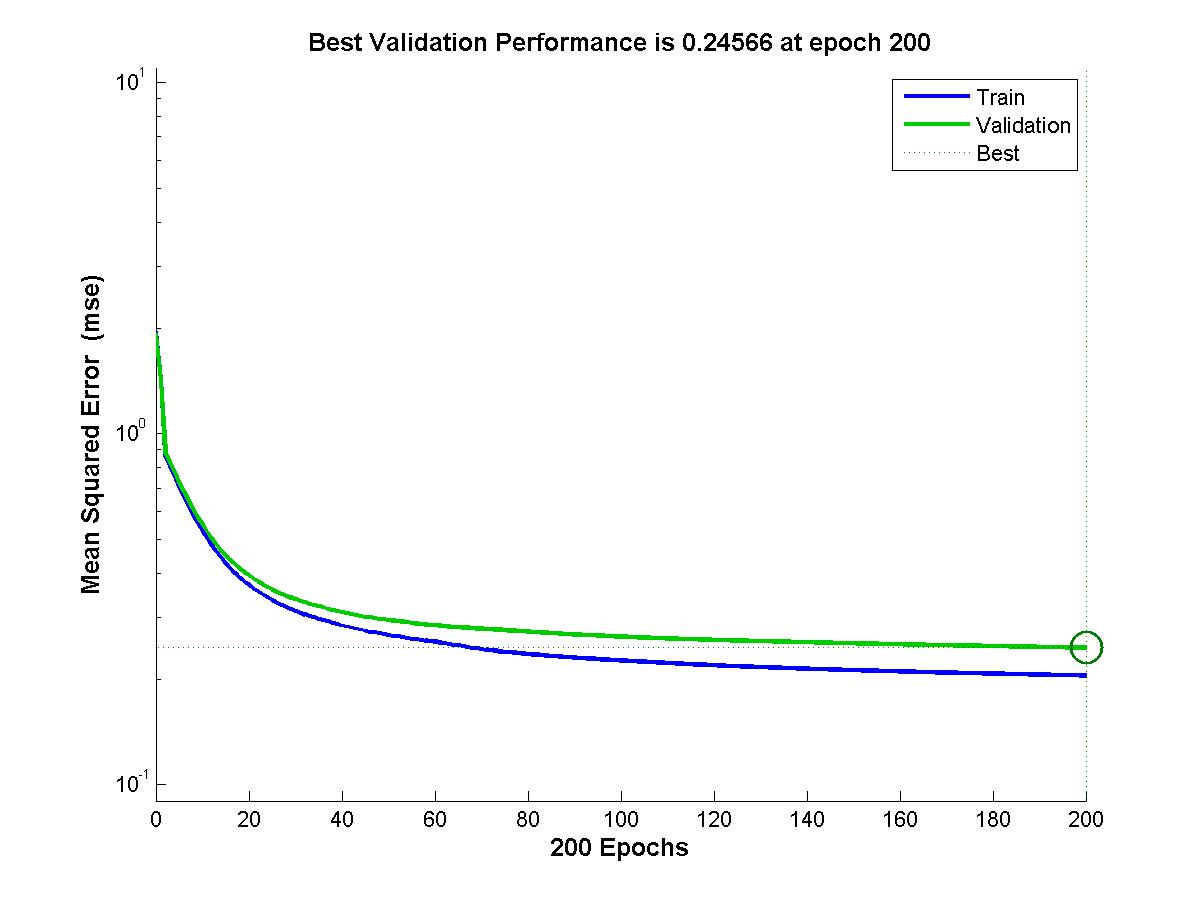 Best Validation Performance is 0.24566 at epoch 200
Train
Validation
Best
Mean Squared Error (mse)
10^1
10^0
10^-1
0 20 40 60 80 100 120 140 160 180 200
200 Epochs